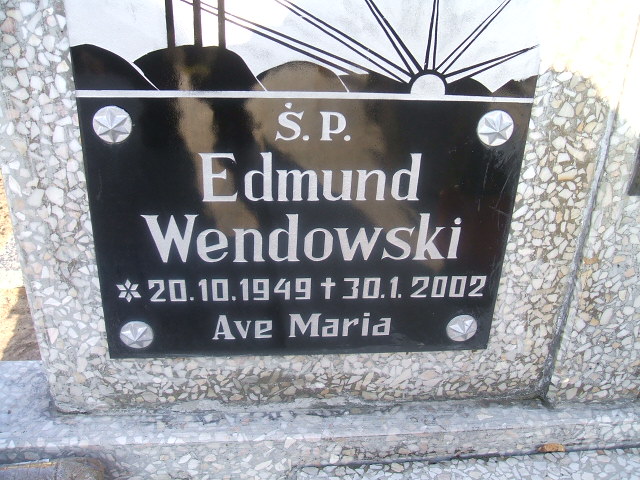 Ś. P.
Edmund
Wendowski
* 20.10.1949 † 30.1.2002
Ave Maria